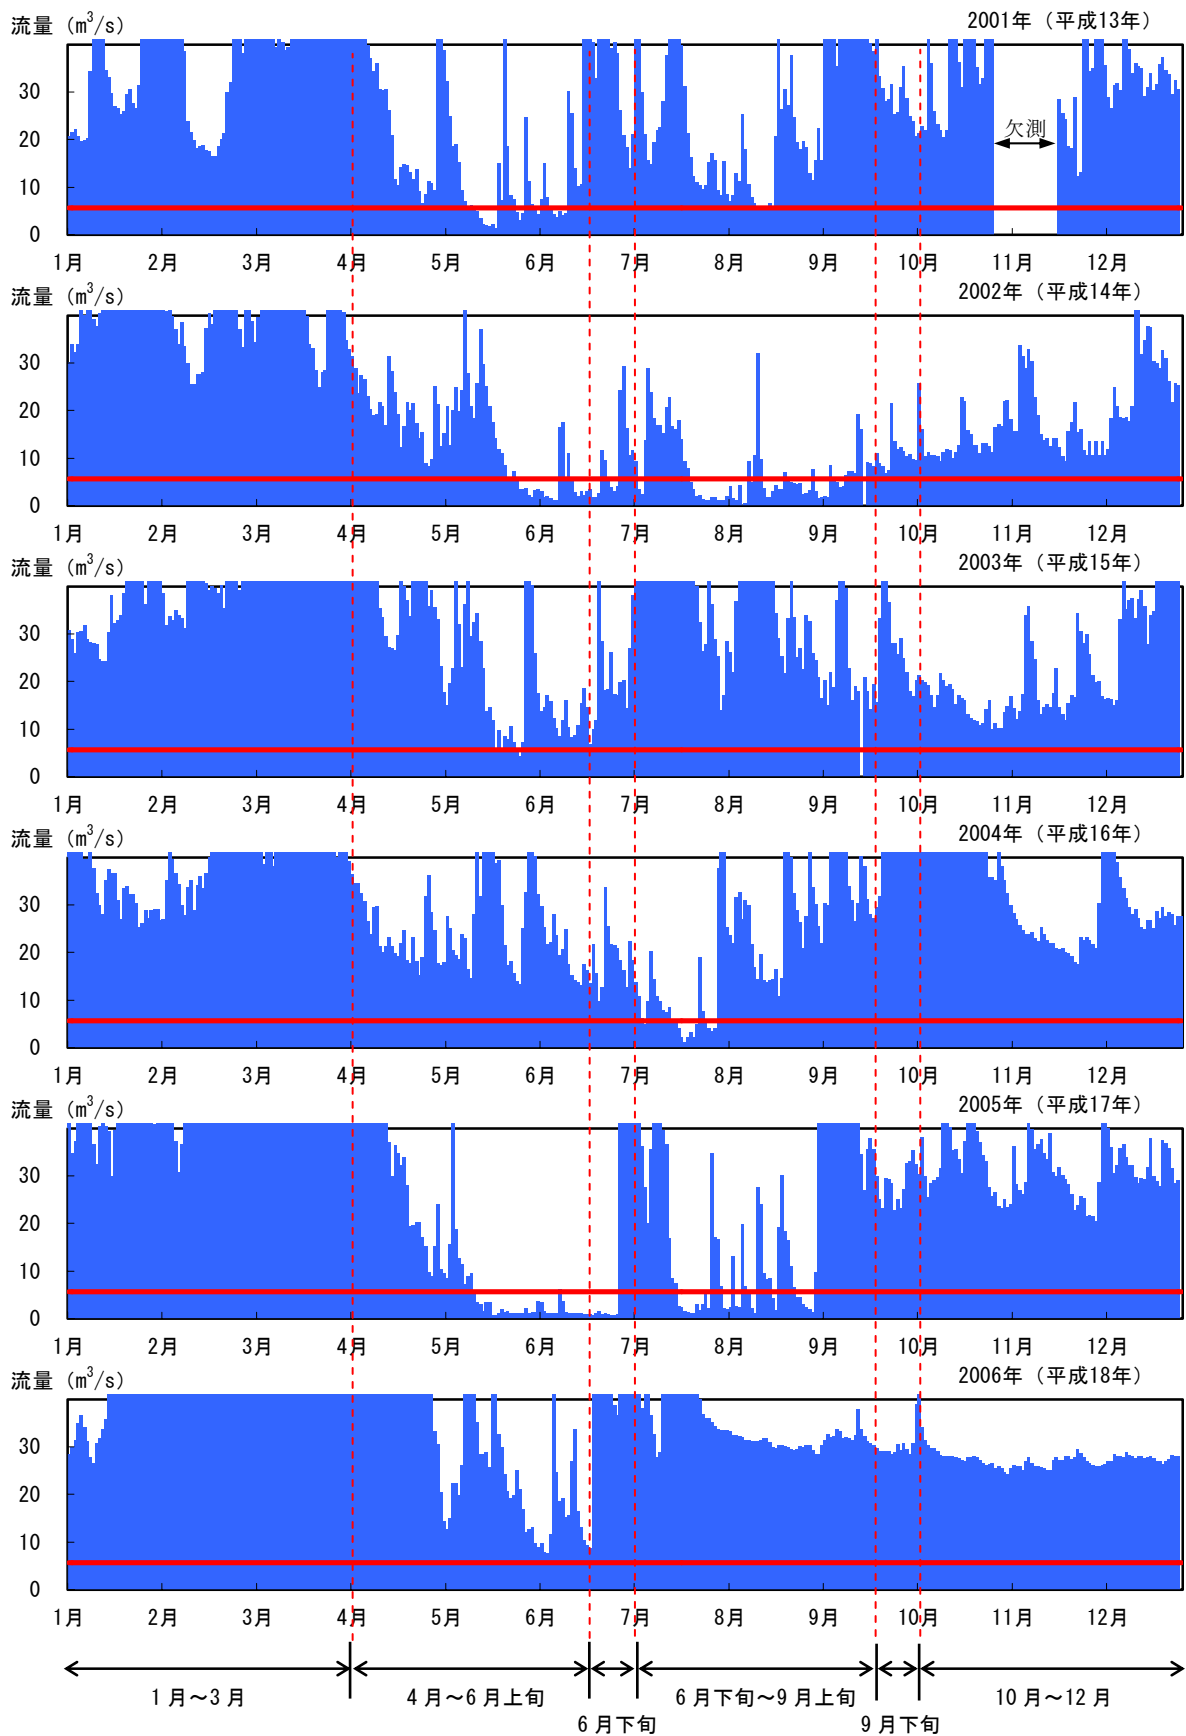 流量 (m³/s)
2001年 (平成13年)
30
20
欠測
10
0
1月 2月 3月 4月 5月 6月 7月 8月 9月 10月 11月 12月
流量 (m³/s)
2002年 (平成14年)
30
20
10
0
1月 2月 3月 4月 5月 6月 7月 8月 9月 10月 11月 12月
流量 (m³/s)
2003年 (平成15年)
30
20
10
0
1月 2月 3月 4月 5月 6月 7月 8月 9月 10月 11月 12月
流量 (m³/s)
2004年 (平成16年)
30
20
10
0
1月 2月 3月 4月 5月 6月 7月 8月 9月 10月 11月 12月
流量 (m³/s)
2005年 (平成17年)
30
20
10
0
1月 2月 3月 4月 5月 6月 7月 8月 9月 10月 11月 12月
流量 (m³/s)
2006年 (平成18年)
30
20
10
0
1月 2月 3月 4月 5月 6月 7月 8月 9月 10月 11月 12月
1月～3月 4月～6月上旬 6月下旬～9月上旬 10月～12月
6月下旬 9月下旬